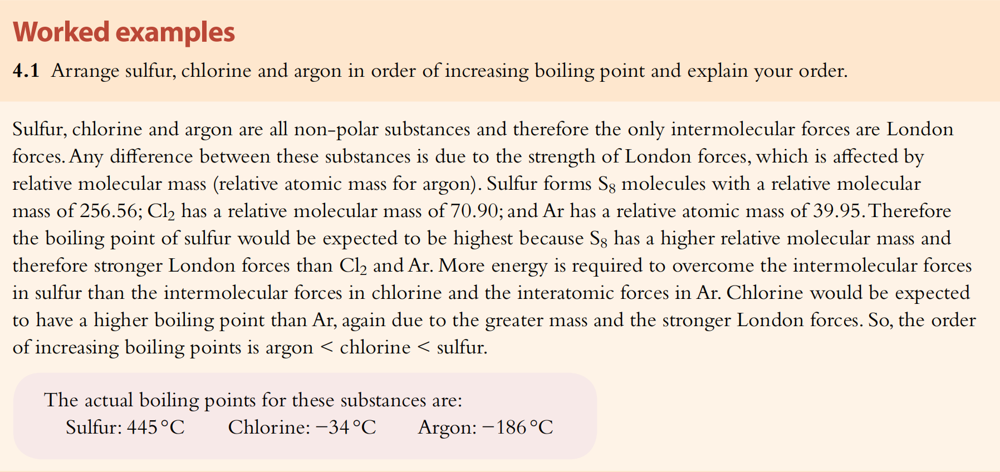 Worked examples
4.1 Arrange sulfur, chlorine and argon in order of increasing boiling point and explain your order.
Sulfur, chlorine and argon are all non-polar substances and therefore the only intermolecular forces are London
forces. Any difference between these substances is due to the strength of London forces, which is affected by
relative molecular mass (relative atomic mass for argon). Sulfur forms S₈ molecules with a relative molecular
mass of 256.56; Cl₂ has a relative molecular mass of 70.90; and Ar has a relative atomic mass of 39.95. Therefore
the boiling point of sulfur would be expected to be highest because S₈ has a higher relative molecular mass and
therefore stronger London forces than Cl₂ and Ar. More energy is required to overcome the intermolecular forces
in sulfur than the intermolecular forces in chlorine and the interatomic forces in Ar. Chlorine would be expected
to have a higher boiling point than Ar, again due to the greater mass and the stronger London forces. So, the order
of increasing boiling points is argon < chlorine < sulfur.
The actual boiling points for these substances are:
Sulfur: 445 °C Chlorine: −34 °C Argon: −186 °C